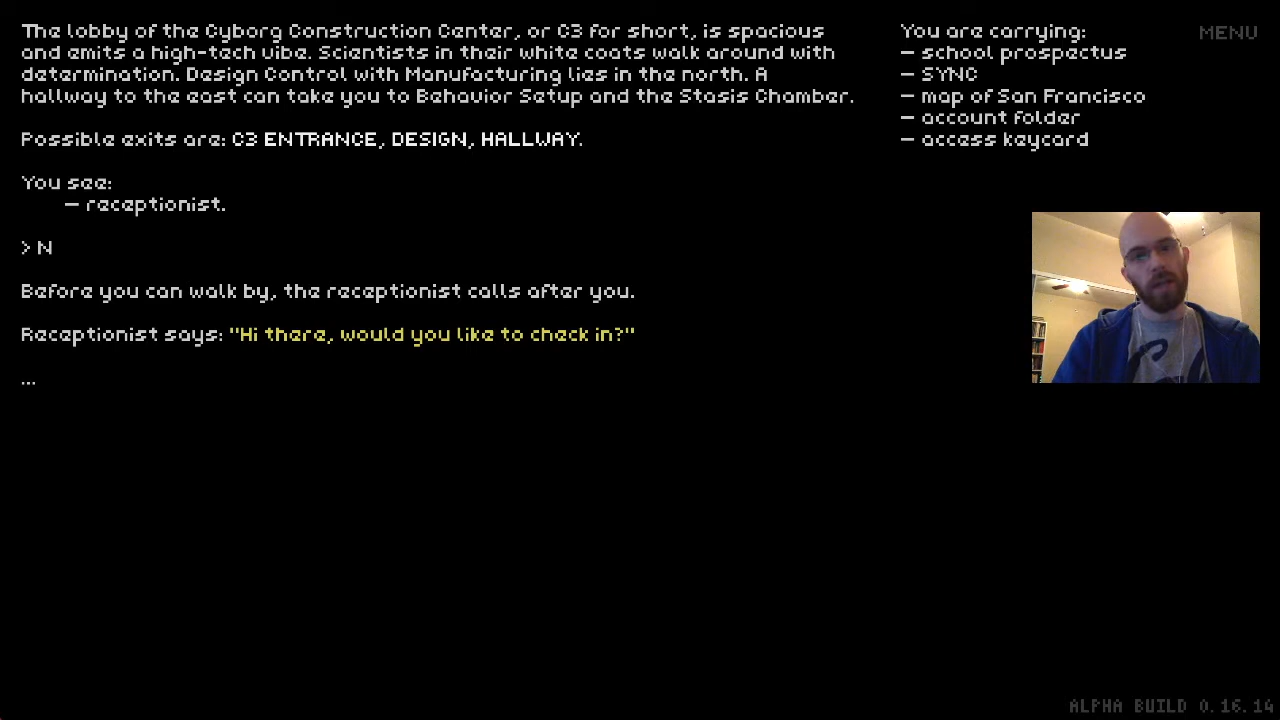 The lobby of the Cyborg Construction Center, or C3 for short, is spacious
and emits a high-tech vibe. Scientists in their white coats walk around with
determination. Design Control with Manufacturing lies in the north. A
hallway to the east can take you to Behavior Setup and the Stasis Chamber.
Possible exits are: C3 ENTRANCE, DESIGN, HALLWAY.
You see:
— receptionist.
> N
Before you can walk by, the receptionist calls after you.
Receptionist says: "Hi there, would you like to check in?"
...
You are carrying:
— school prospectus
— SYNC
— map of San Francisco
— account folder
— access keycard
MENU
ALPHA BUILD 0.16.14